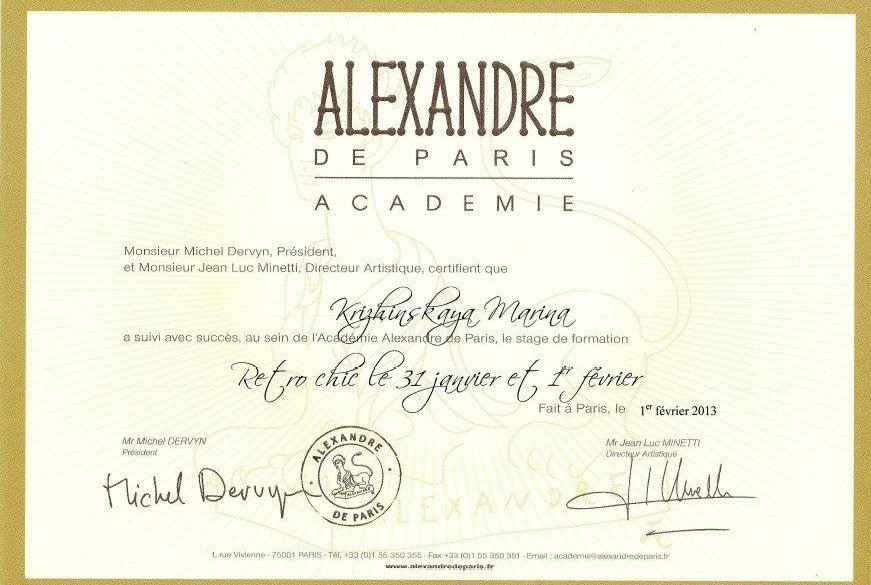 ALEXANDRE
DE PARIS
ACADEMIE
Monsieur Michel Dervyn, Président,
et Monsieur Jean Luc Minetti, Directeur Artistique, certifient que
Krizhinskaya Marina
a suivi avec succès, au sein de l'Académie Alexandre de Paris, le stage de formation
Retro chic le 31 janvier et 1er février
Fait à Paris, le 1er février 2013
Mr Michel DERVYN
Président
Mr Jean Luc MINETTI
Directeur Artistique
Michel Dervyn
ALEXANDRE
DE PARIS
ALEXANDRE
1, rue Vivienne - 75001 PARIS - Tél. +33 (0)1 55 350 355 - Fax +33 (0)1 55 350 351 - Email : academie@alexandredeparis.fr
www.alexandredeparis.fr